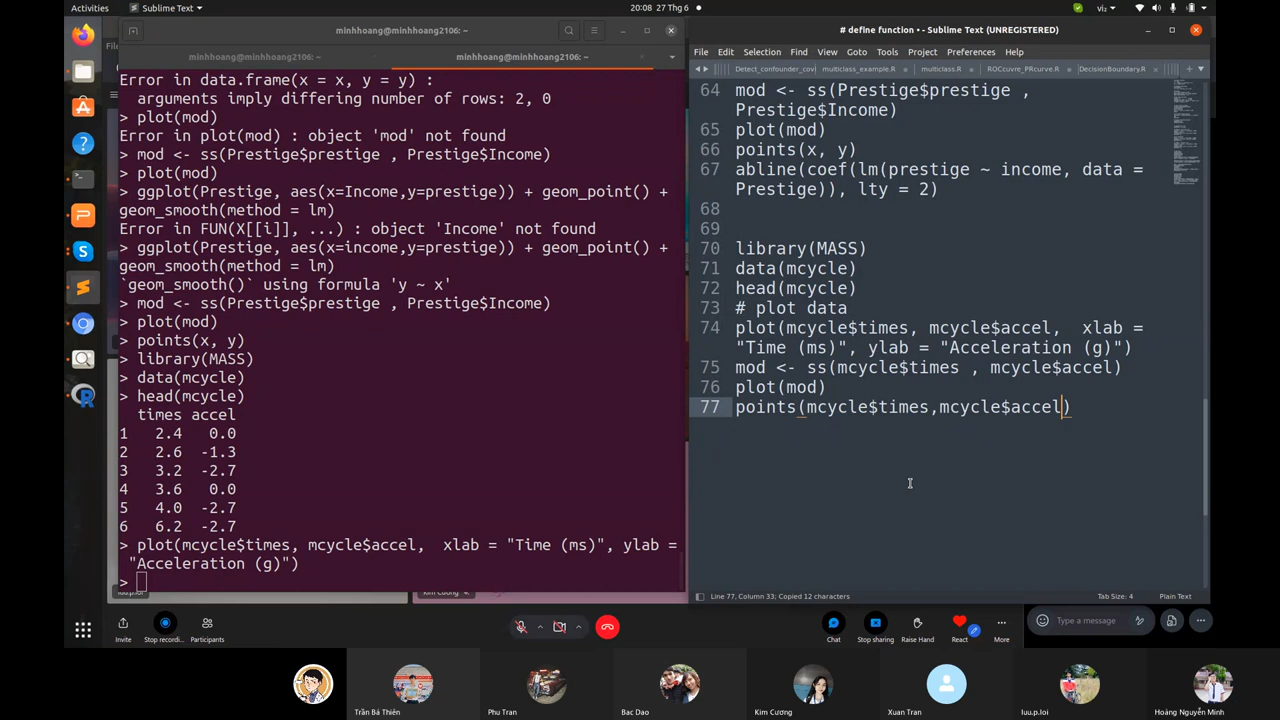 Activities
Sublime Text
20:08 27 Thg 6
vi₂
minhhoang@minhhoang2106: ~
minhhoang@minhhoang2106: ~
minhhoang@minhhoang2106: ~
Error in data.frame(x = x, y = y) :
arguments imply differing number of rows: 2, 0
> plot(mod)
Error in plot(mod) : object 'mod' not found
> mod <- ss(Prestige$prestige , Prestige$Income)
> plot(mod)
> ggplot(Prestige, aes(x=Income,y=prestige)) + geom_point() +
geom_smooth(method = lm)
Error in FUN(X[[i]], ...) : object 'Income' not found
> ggplot(Prestige, aes(x=income,y=prestige)) + geom_point() +
geom_smooth(method = lm)
`geom_smooth()` using formula 'y ~ x'
> mod <- ss(Prestige$prestige , Prestige$Income)
> plot(mod)
> points(x, y)
> library(MASS)
> data(mcycle)
> head(mcycle)
times accel
1 2.4 0.0
2 2.6 -1.3
3 3.2 -2.7
4 3.6 0.0
5 4.0 -2.7
6 6.2 -2.7
> plot(mcycle$times, mcycle$accel, xlab = "Time (ms)", ylab =
"Acceleration (g)")
>
# define function • - Sublime Text (UNREGISTERED)
File Edit Selection Find View Goto Tools Project Preferences Help
Detect_confounder_cov
multiclass_example.R
multiclass.R
ROCcuvre_PRcurve.R
DecisionBoundary.R
64 mod <- ss(Prestige$prestige ,
Prestige$Income)
65 plot(mod)
66 points(x, y)
67 abline(coef(lm(prestige ~ income, data =
Prestige)), lty = 2)
68
69
70 library(MASS)
71 data(mcycle)
72 head(mcycle)
73 # plot data
74 plot(mcycle$times, mcycle$accel, xlab =
"Time (ms)", ylab = "Acceleration (g)")
75 mod <- ss(mcycle$times , mcycle$accel)
76 plot(mod)
77 points(mcycle$times,mcycle$accel)
Line 77, Column 33; Copied 12 characters
Tab Size: 4
Plain Text
luu.p.loi
Kim Cương
Invite
Stop recordi...
Participants
Chat
Stop sharing
Raise Hand
React
More
Type a message
Trần Bá Thiên
Phu Tran
Bac Dao
Kim Cương
Xuan Tran
luu.p.loi
Hoàng Nguyễn Minh